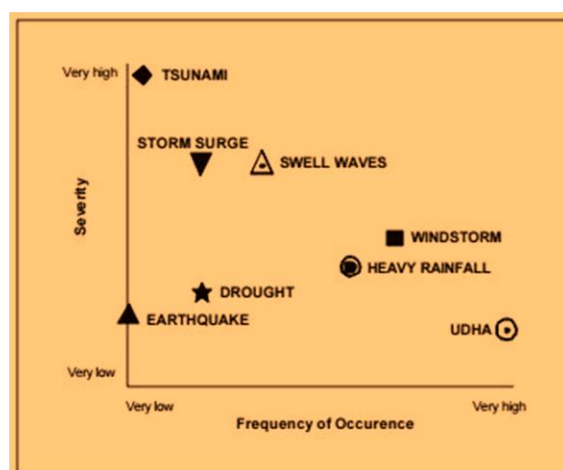 Very high
TSUNAMI
STORM SURGE
SWELL WAVES
Severity
WINDSTORM
HEAVY RAINFALL
DROUGHT
EARTHQUAKE
UDHA
Very low
Very low
Very high
Frequency of Occurence